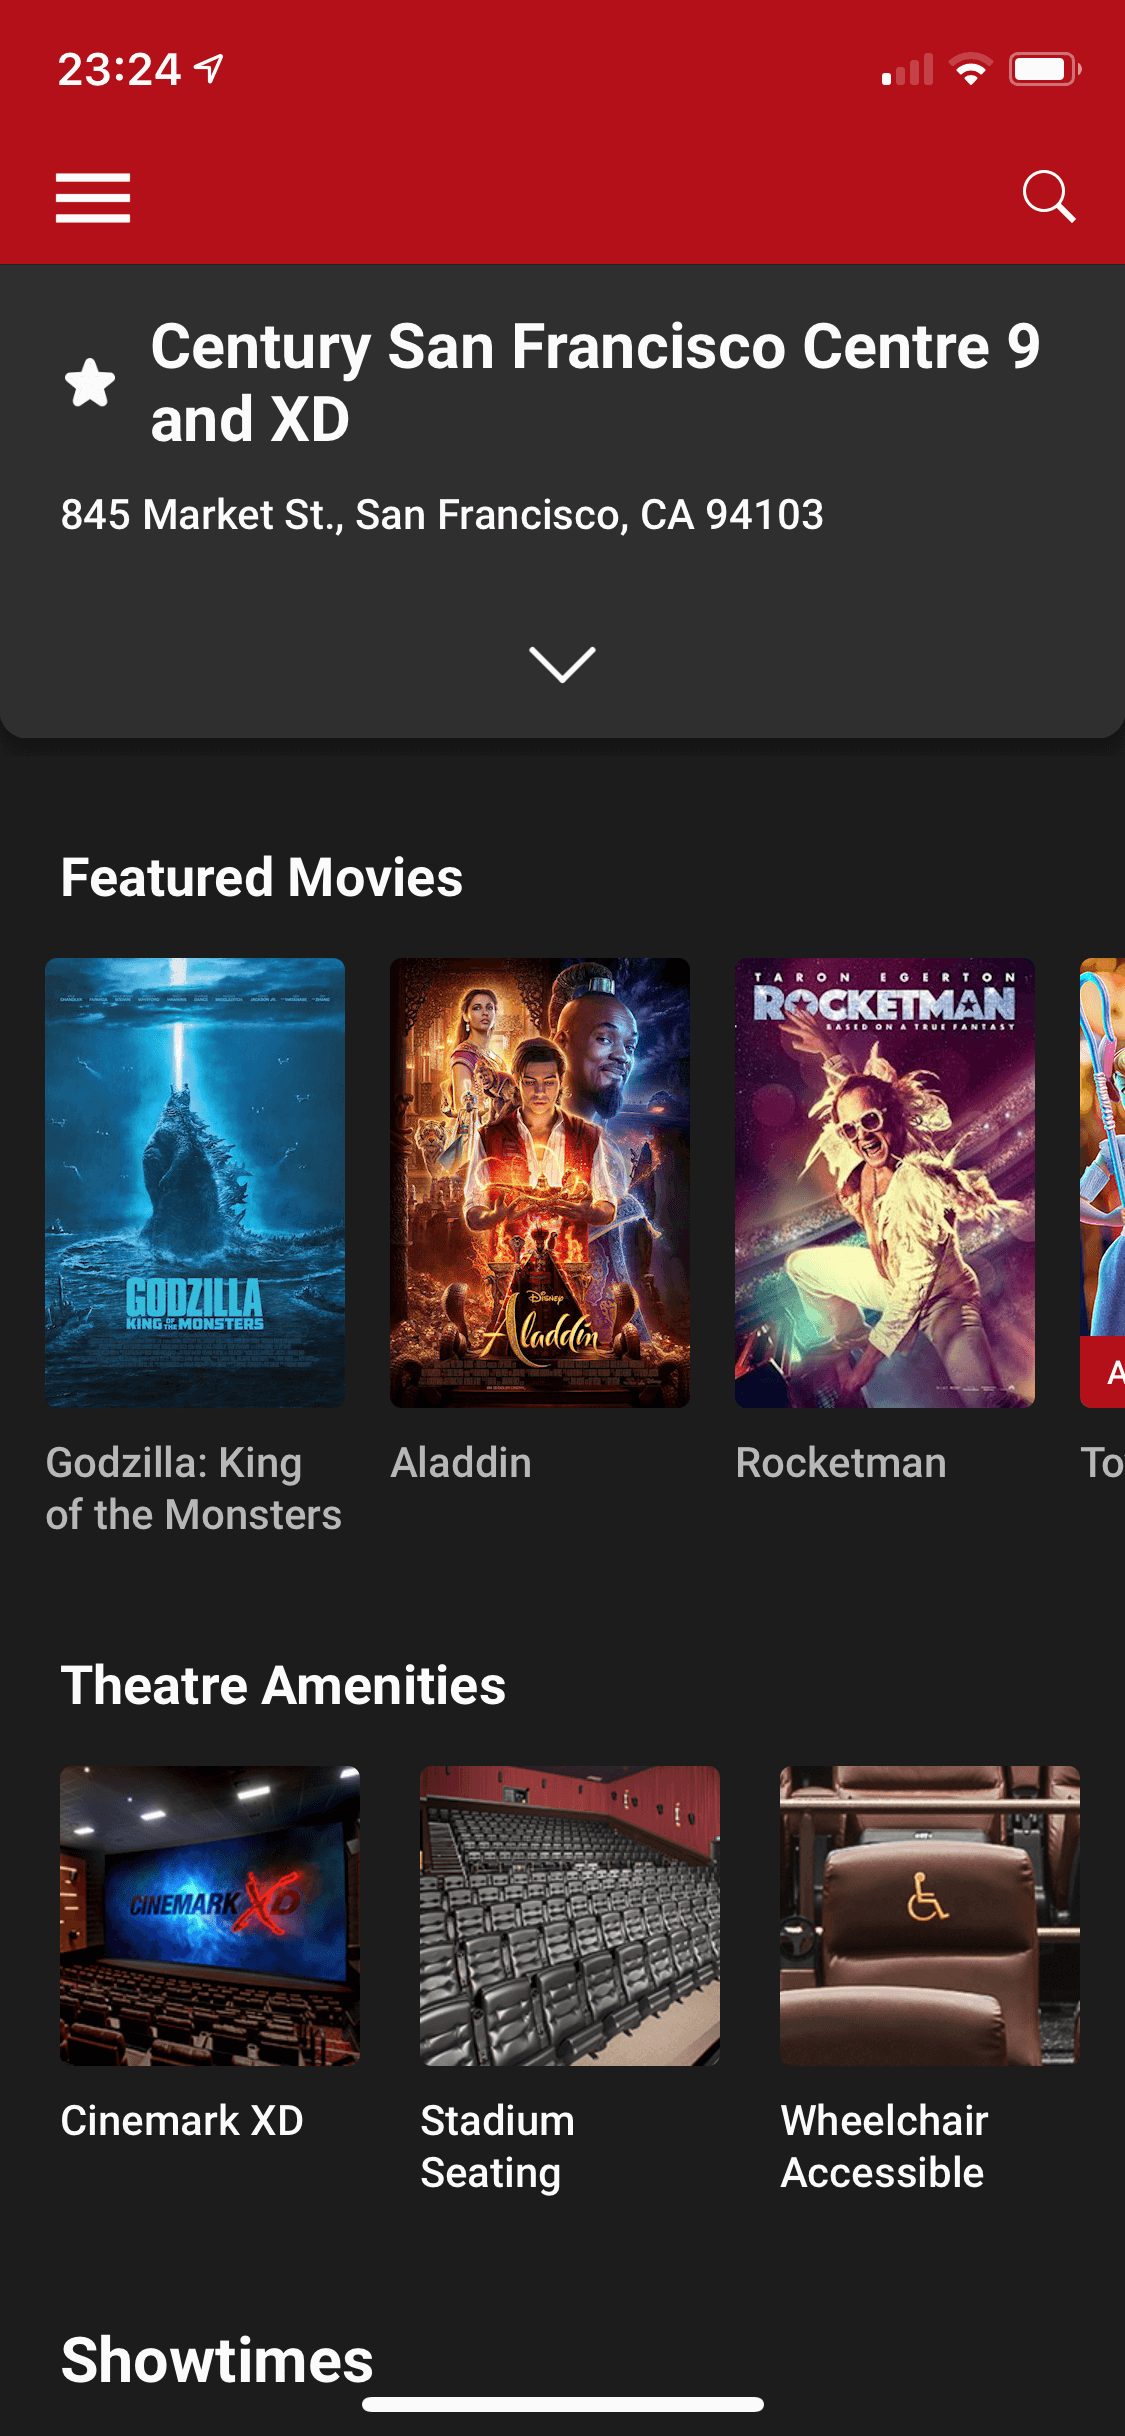 23:24
Century San Francisco Centre 9
and XD
845 Market St., San Francisco, CA 94103
Featured Movies
TARON EGERTON
ROCKETMAN
BASED ON A TRUE FANTASY
GODZILLA
KING OF THE MONSTERS
Disney
Aladdin
A
Godzilla: King
of the Monsters
Aladdin
Rocketman
To
Theatre Amenities
CINEMARK XD
Cinemark XD
Stadium
Seating
Wheelchair
Accessible
Showtimes